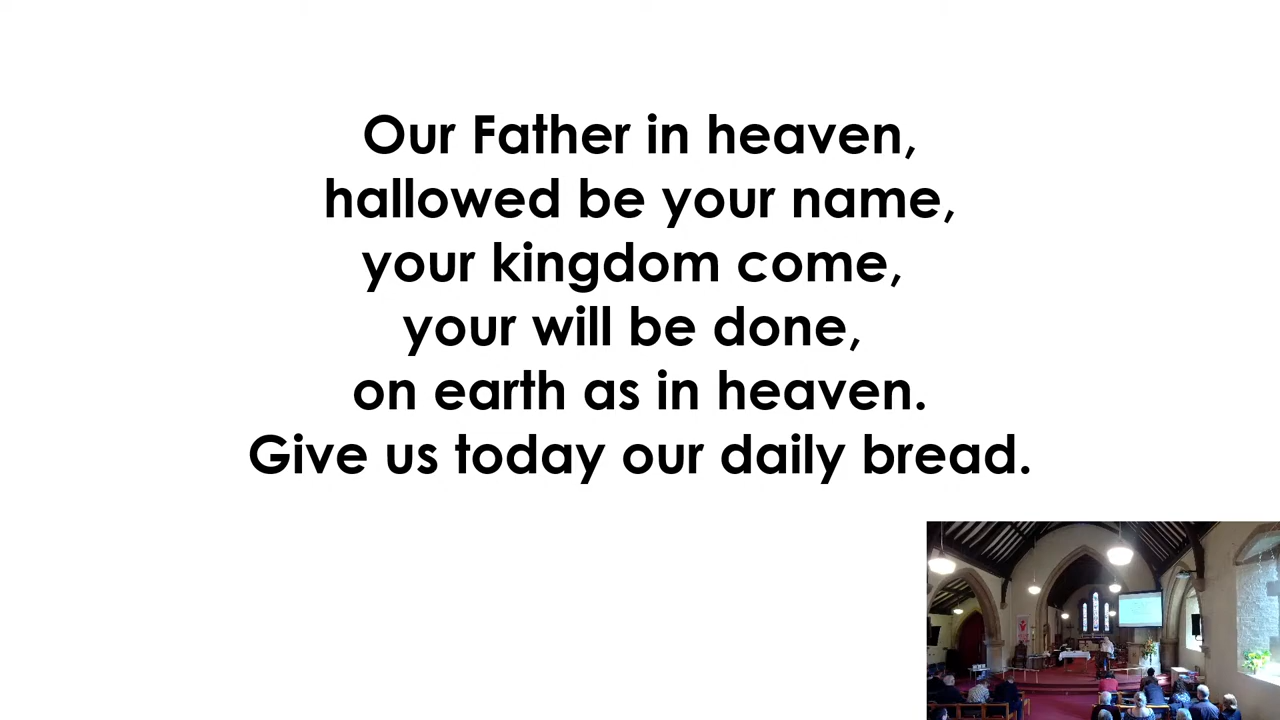 Our Father in heaven,
hallowed be your name,
your kingdom come,
your will be done,
on earth as in heaven.
Give us today our daily bread.